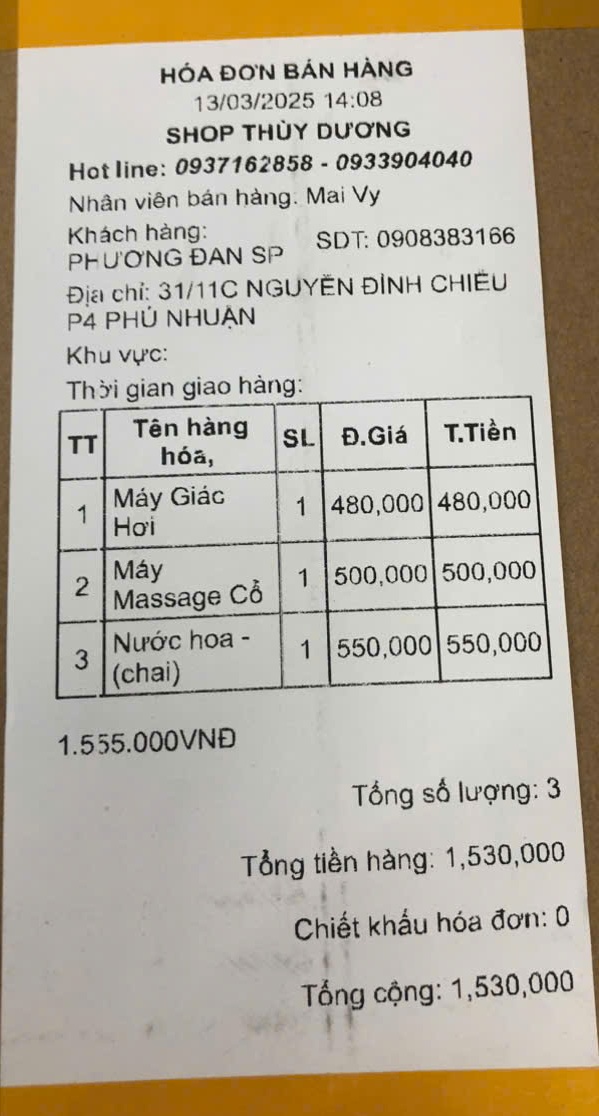 HÓA ĐƠN BÁN HÀNG
13/03/2025 14:08
SHOP THÙY DƯƠNG
Hot line: 0937162858 - 0933904040
Nhân viên bán hàng: Mai Vy
Khách hàng:
PHƯƠNG ĐAN SP SDT: 0908383166
Địa chỉ: 31/11C NGUYỄN ĐÌNH CHIỂU
P4 PHÚ NHUẬN
Khu vực:
Thời gian giao hàng:
TT Tên hàng hóa, SL Đ.Giá T.Tiền
1 Máy Giác Hơi 1 480,000 480,000
2 Máy Massage Cổ 1 500,000 500,000
3 Nước hoa - (chai) 1 550,000 550,000
1.555.000VNĐ
Tổng số lượng: 3
Tổng tiền hàng: 1,530,000
Chiết khấu hóa đơn: 0
Tổng cộng: 1,530,000